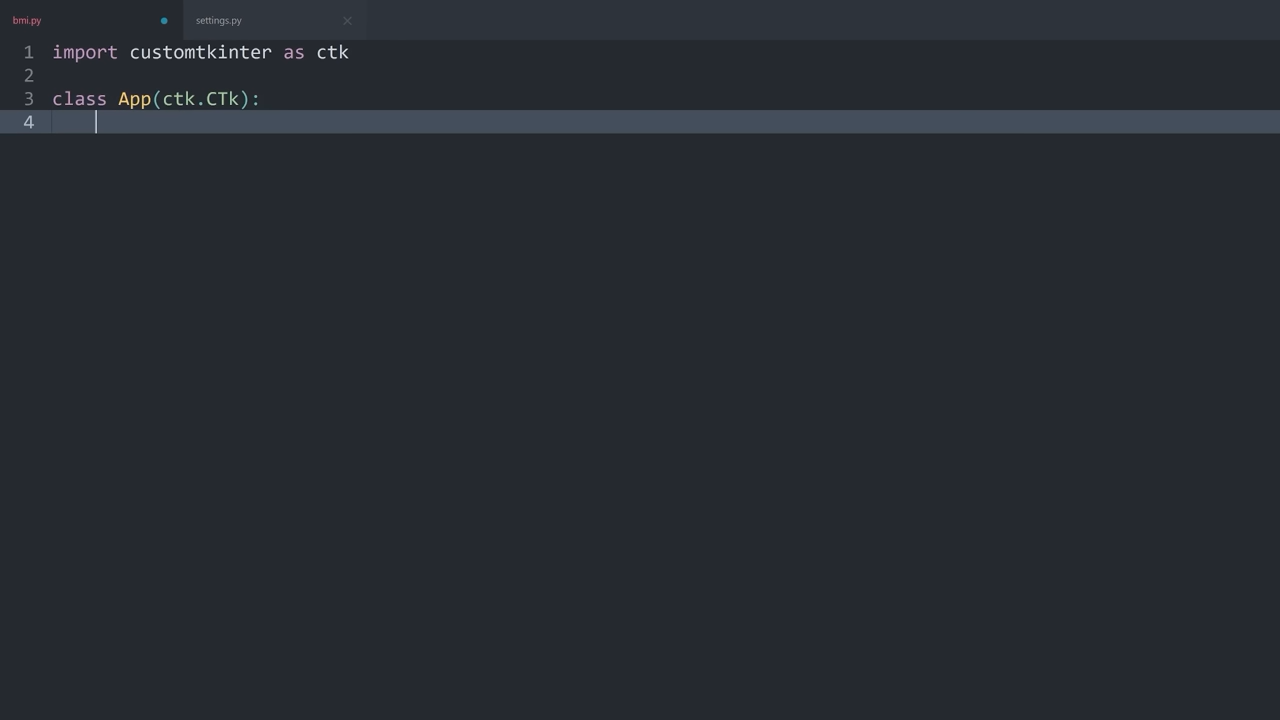 bmi.py
settings.py
1 import customtkinter as ctk
2
3 class App(ctk.CTk):
4